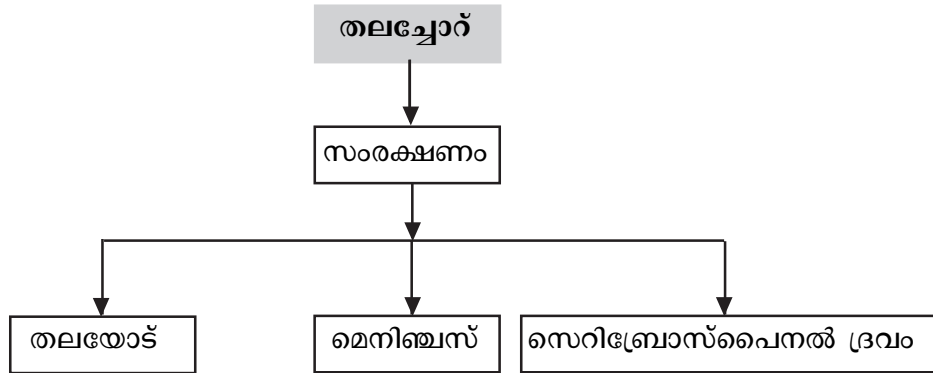 തലച്ചോറ്
സംരക്ഷണം
തലയോട്
മെനിഞ്ചസ്
സെറിബ്രോസ്പൈനൽ ദ്രവം